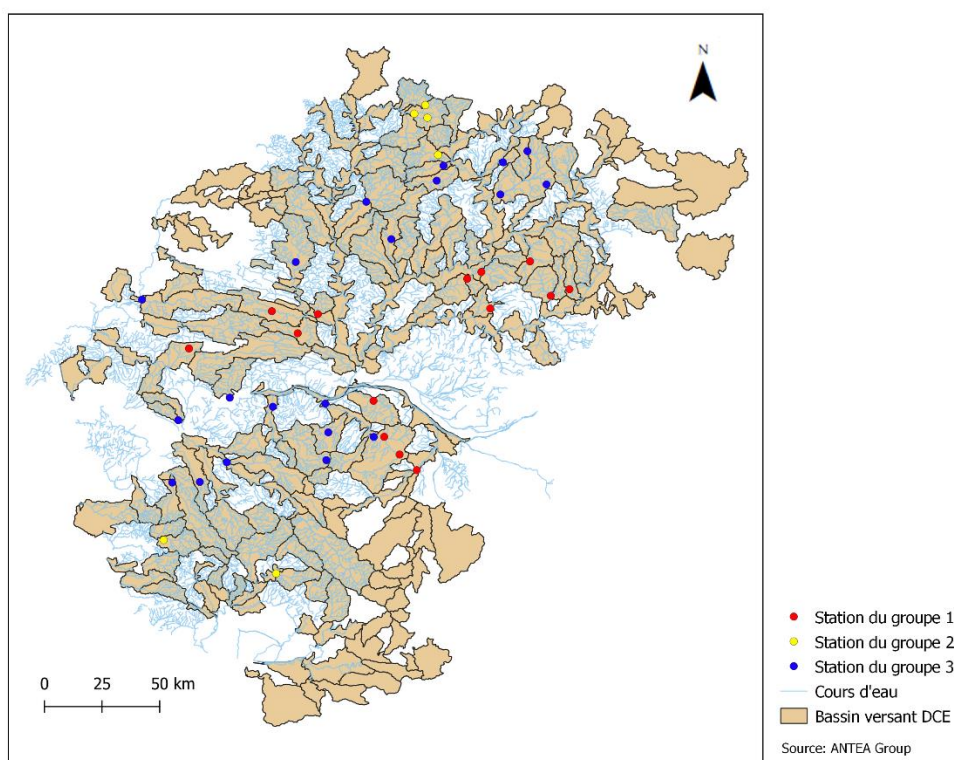 N
0 25 50 km
Station du groupe 1
Station du groupe 2
Station du groupe 3
Cours d'eau
Bassin versant DCE
Source: ANTEA Group